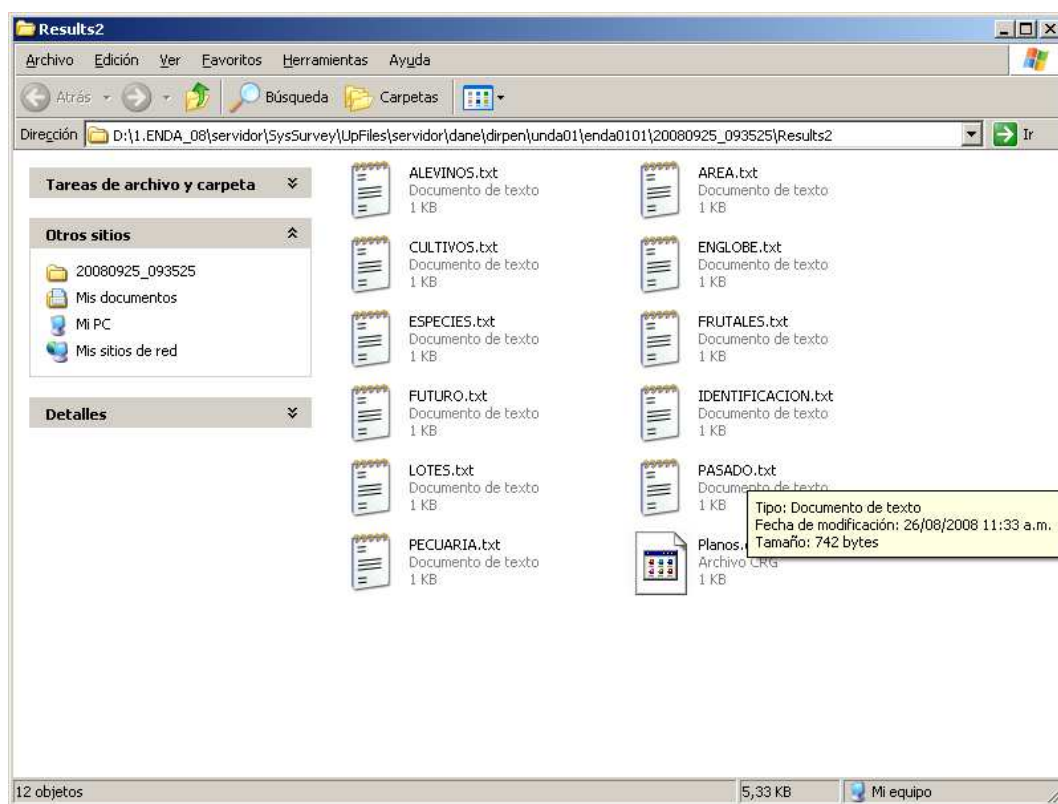 Results2
Archivo Edición Ver Favoritos Herramientas Ayuda
Atrás Búsqueda Carpetas
Dirección D:\1.ENDA_08\servidor\SysSurvey\UpFiles\servidor\dane\dirpen\unda01\enda0101\20080925_093525\Results2 Ir
Tareas de archivo y carpeta
Otros sitios
20080925_093525
Mis documentos
Mi PC
Mis sitios de red
Detalles
ALEVINOS.txt
Documento de texto
1 KB
AREA.txt
Documento de texto
1 KB
CULTIVOS.txt
Documento de texto
1 KB
ENGLOBE.txt
Documento de texto
1 KB
ESPECIES.txt
Documento de texto
1 KB
FRUTALES.txt
Documento de texto
1 KB
FUTURO.txt
Documento de texto
1 KB
IDENTIFICACION.txt
Documento de texto
1 KB
LOTES.txt
Documento de texto
1 KB
PASADO.txt
Documento de texto
1 KB
Tipo: Documento de texto
Fecha de modificación: 26/08/2008 11:33 a.m.
Tamaño: 742 bytes
PECUARIA.txt
Documento de texto
1 KB
Planos.
Archivo CRG
1 KB
12 objetos 5,33 KB Mi equipo